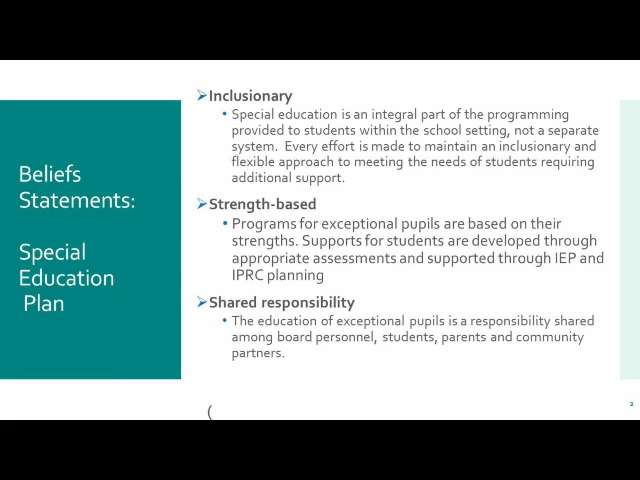 Beliefs
Statements:
Special
Education
Plan
Inclusionary
• Special education is an integral part of the programming
provided to students within the school setting, not a separate
system. Every effort is made to maintain an inclusionary and
flexible approach to meeting the needs of students requiring
additional support.
Strength-based
• Programs for exceptional pupils are based on their
strengths. Supports for students are developed through
appropriate assessments and supported through IEP and
IPRC planning
Shared responsibility
• The education of exceptional pupils is a responsibility shared
among board personnel, students, parents and community
partners.
(
2